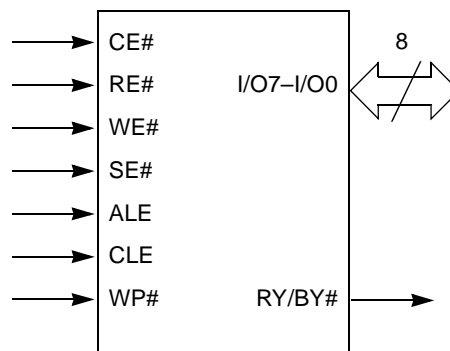 CE#
8
RE#
I/O7–I/O0
WE#
SE#
ALE
CLE
WP#
RY/BY#